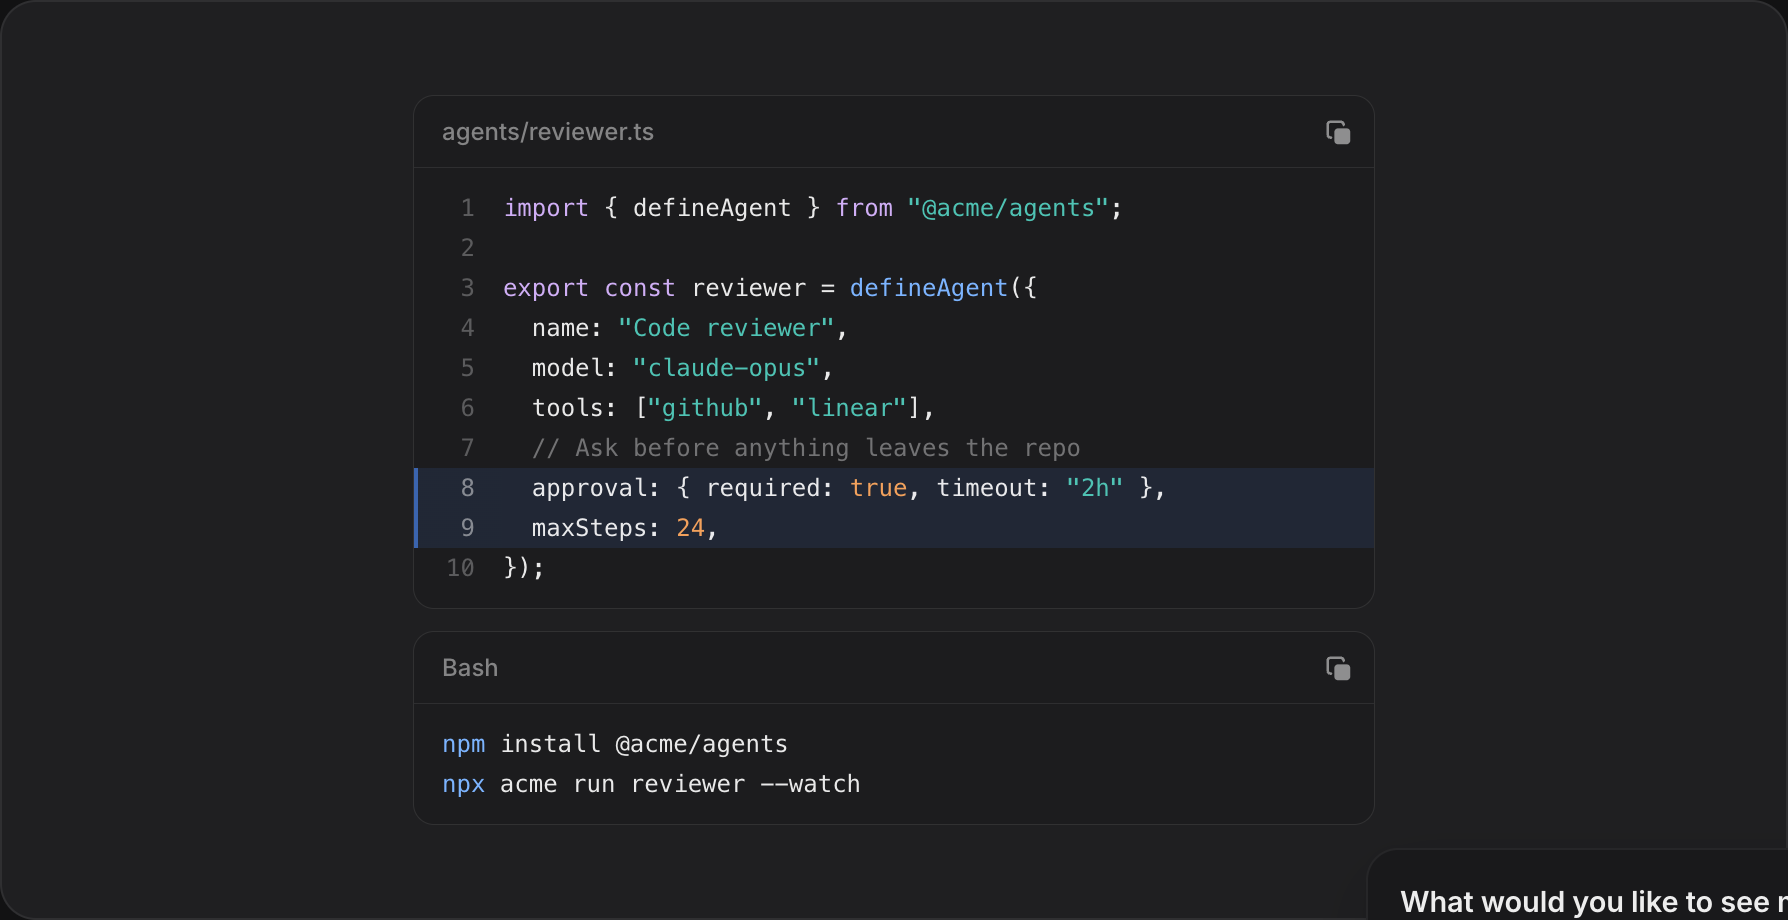 agents/reviewer.ts
1 import { defineAgent } from "@acme/agents";
2
3 export const reviewer = defineAgent({
4   name: "Code reviewer",
5   model: "claude-opus",
6   tools: ["github", "linear"],
7   // Ask before anything leaves the repo
8   approval: { required: true, timeout: "2h" },
9   maxSteps: 24,
10 });
Bash
npm install @acme/agents
npx acme run reviewer --watch
What would you like to see